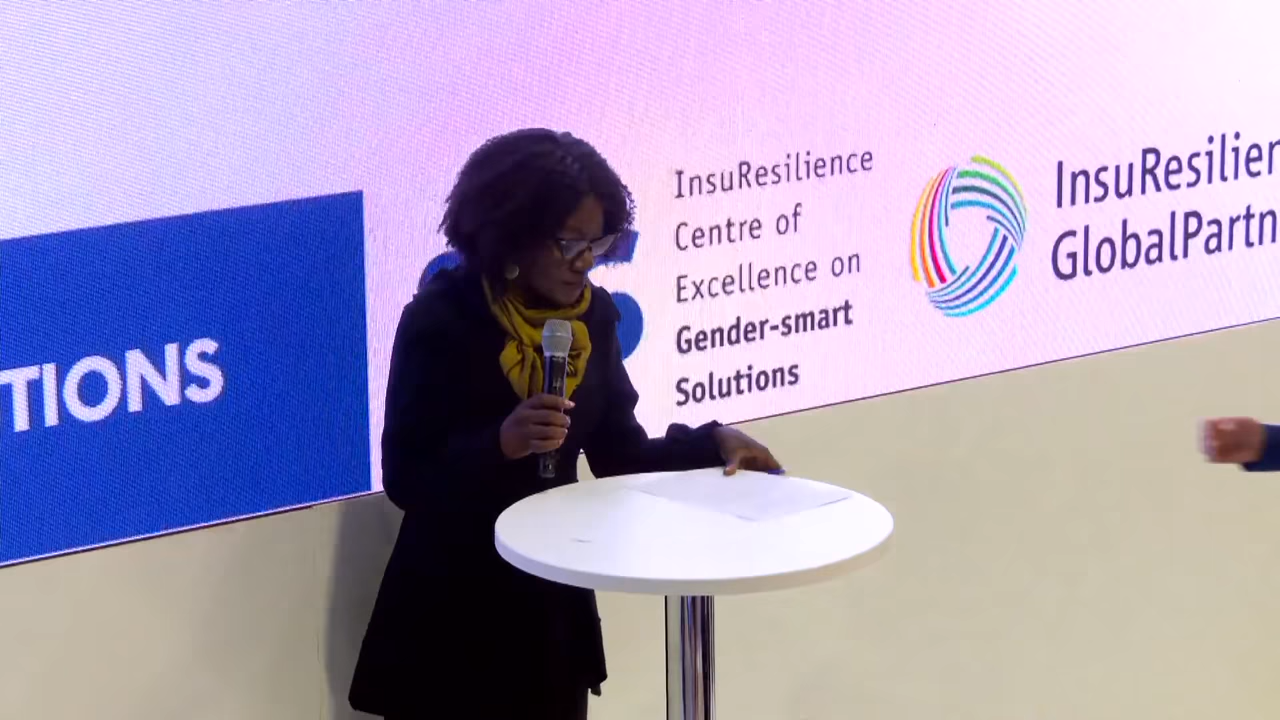 TIONS
InsuResilience
Centre of
Excellence on
Gender-smart
Solutions
InsuResilien
GlobalPartn